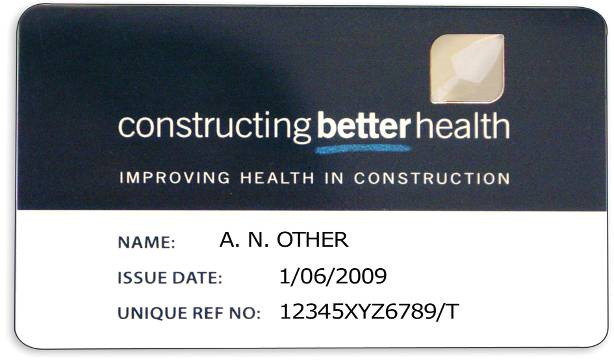 constructing better health
IMPROVING HEALTH IN CONSTRUCTION
NAME: A. N. OTHER
ISSUE DATE: 1/06/2009
UNIQUE REF NO: 12345XYZ6789/T